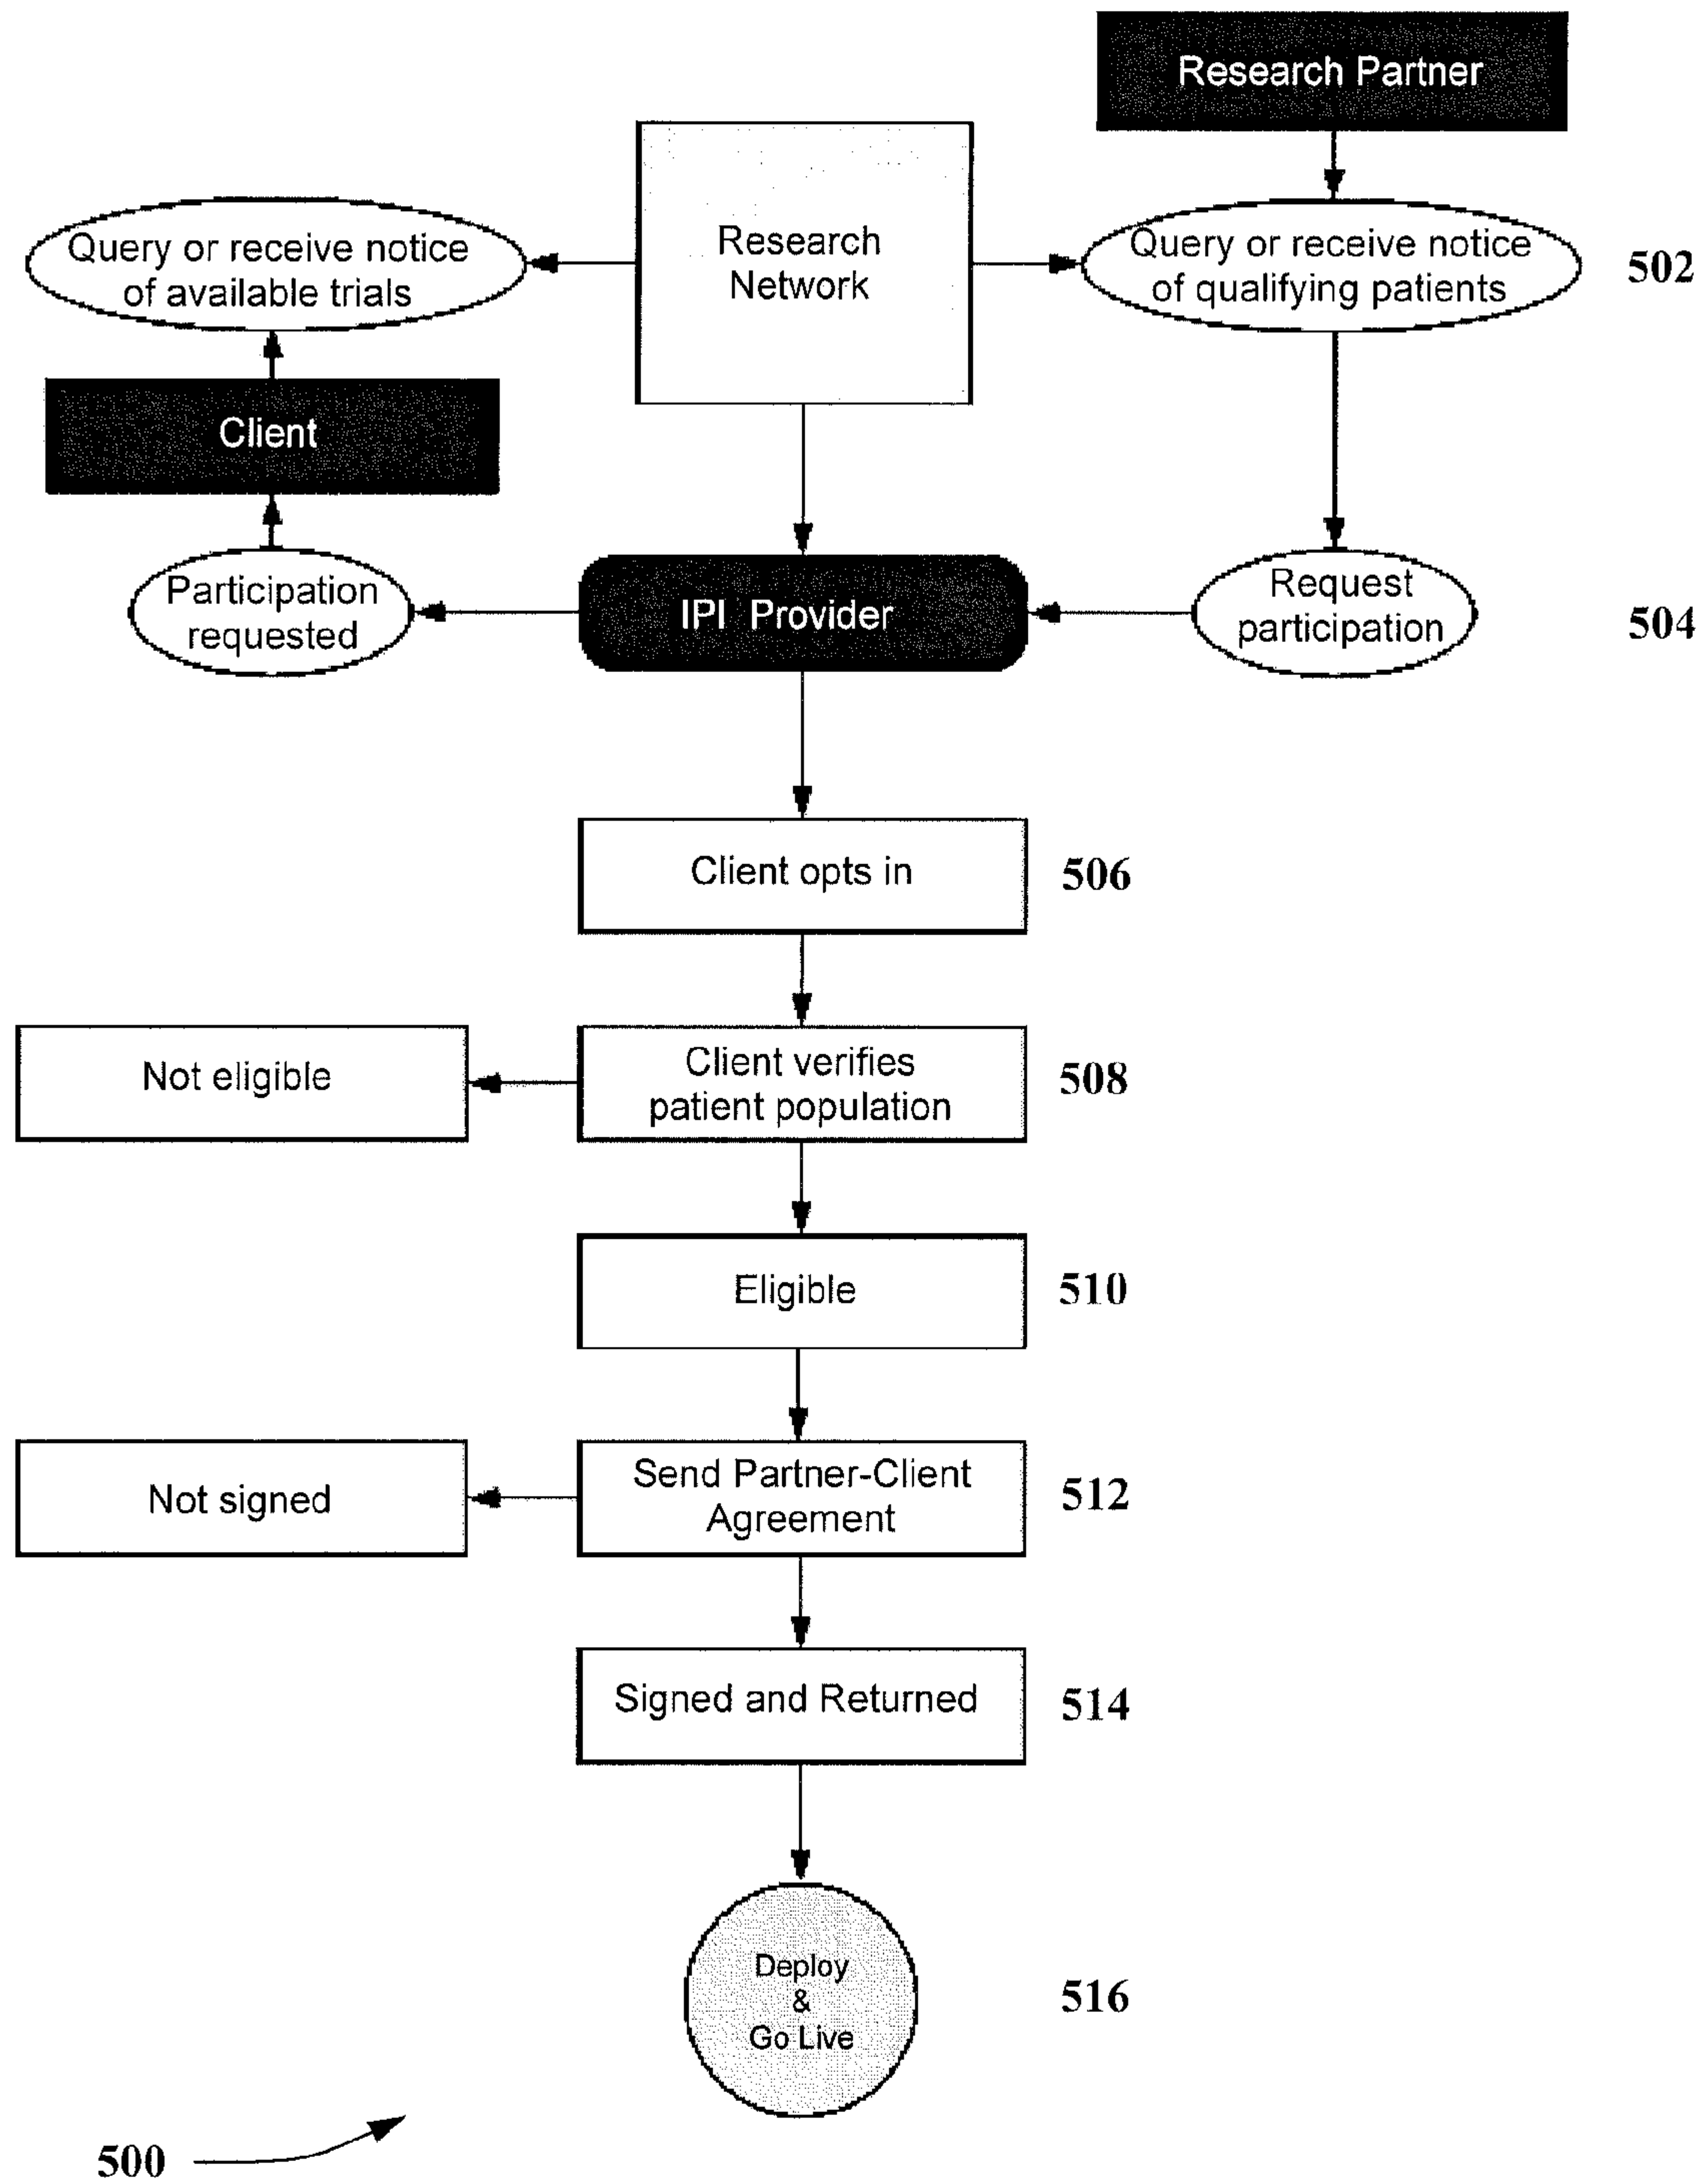 Research Partner
Research
Network
Query or receive notice
of available trials
Query or receive notice
of qualifying patients
502
Client
IPI Provider
Participation
requested
Request
participation
504
Client opts in
506
Not eligible
Client verifies
patient population
508
Eligible
510
Not signed
Send Partner-Client
Agreement
512
Signed and Returned
514
Deploy
&
Go Live
516
500